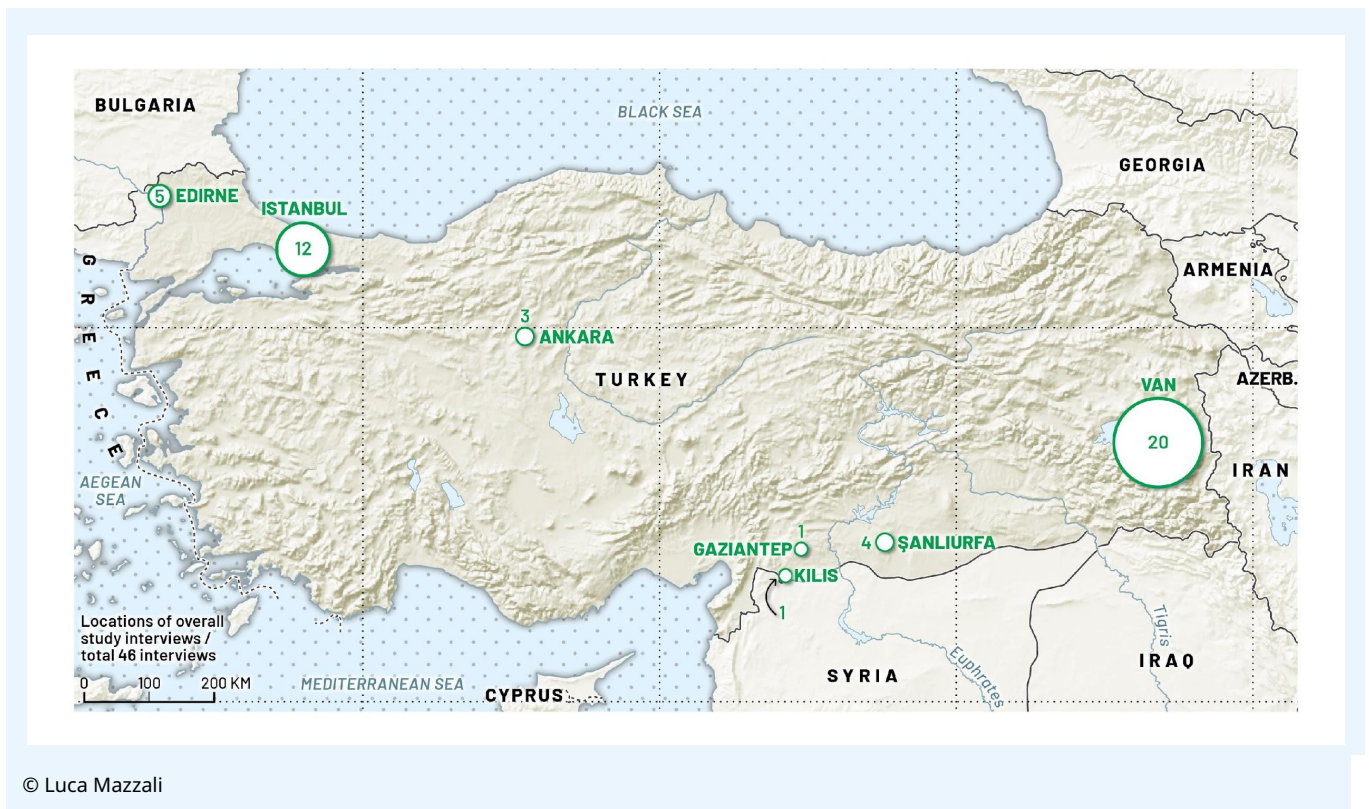 BULGARIA
BLACK SEA
GEORGIA
5 EDIRNE
ISTANBUL
12
GREECE
ARMENIA
3
ANKARA
TURKEY
AZERB.
VAN
20
IRAN
AEGEAN
SEA
1
GAZIANTEP
4 ŞANLIURFA
KILIS
1
Locations of overall
study interviews /
total 46 interviews
0 100 200 KM
MEDITERRANEAN SEA
CYPRUS
SYRIA
Euphrates
Tigris
IRAQ
© Luca Mazzali